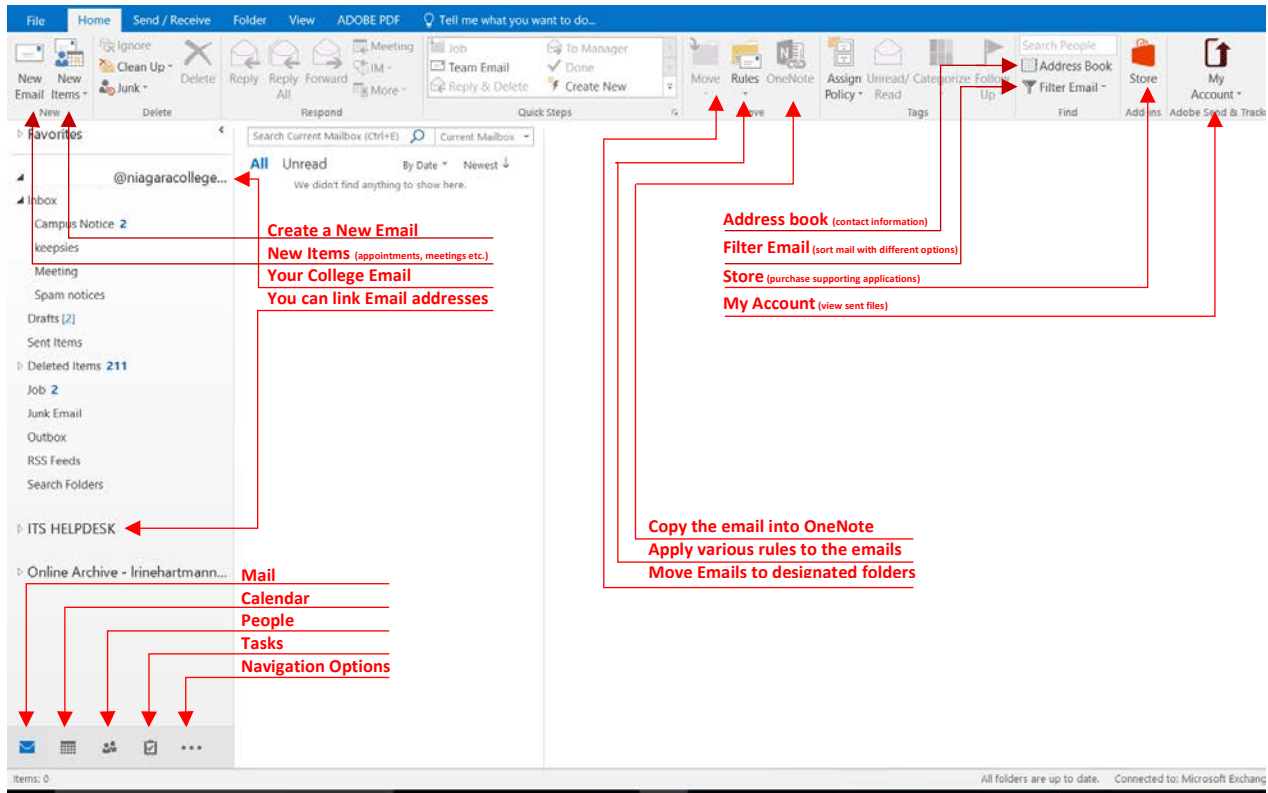 File Home Send / Receive Folder View ADOBE PDF Tell me what you want to do...
New Email
New Items
Ignore
Clean Up
Junk
Delete
Reply
Reply All
Forward
Meeting
IM
More
Job
Team Email
Reply & Delete
To Manager
Done
Create New
Move
Rules
OneNote
Assign Policy
Unread/ Read
Categorize
Follow Up
Search People
Address Book
Filter Email
Store
My Account
New Delete Respond Quick Steps Move Tags Find Add-ins Adobe Send & Track
Favorites
Search Current Mailbox (Ctrl+E) Current Mailbox
All Unread By Date Newest
We didn't find anything to show here.
@niagaracollege...
Inbox
Campus Notice 2
keepsies
Meeting
Spam notices
Drafts [2]
Sent Items
Deleted Items 211
Job 2
Junk Email
Outbox
RSS Feeds
Search Folders
ITS HELPDESK
Online Archive - lrinehartmann...
Create a New Email
New Items (appointments, meetings etc.)
Your College Email
You can link Email addresses
Address book (contact information)
Filter Email (sort mail with different options)
Store (purchase supporting applications)
My Account (view sent files)
Copy the email into OneNote
Apply various rules to the emails
Move Emails to designated folders
Mail
Calendar
People
Tasks
Navigation Options
Items: 0 All folders are up to date. Connected to: Microsoft Exchang